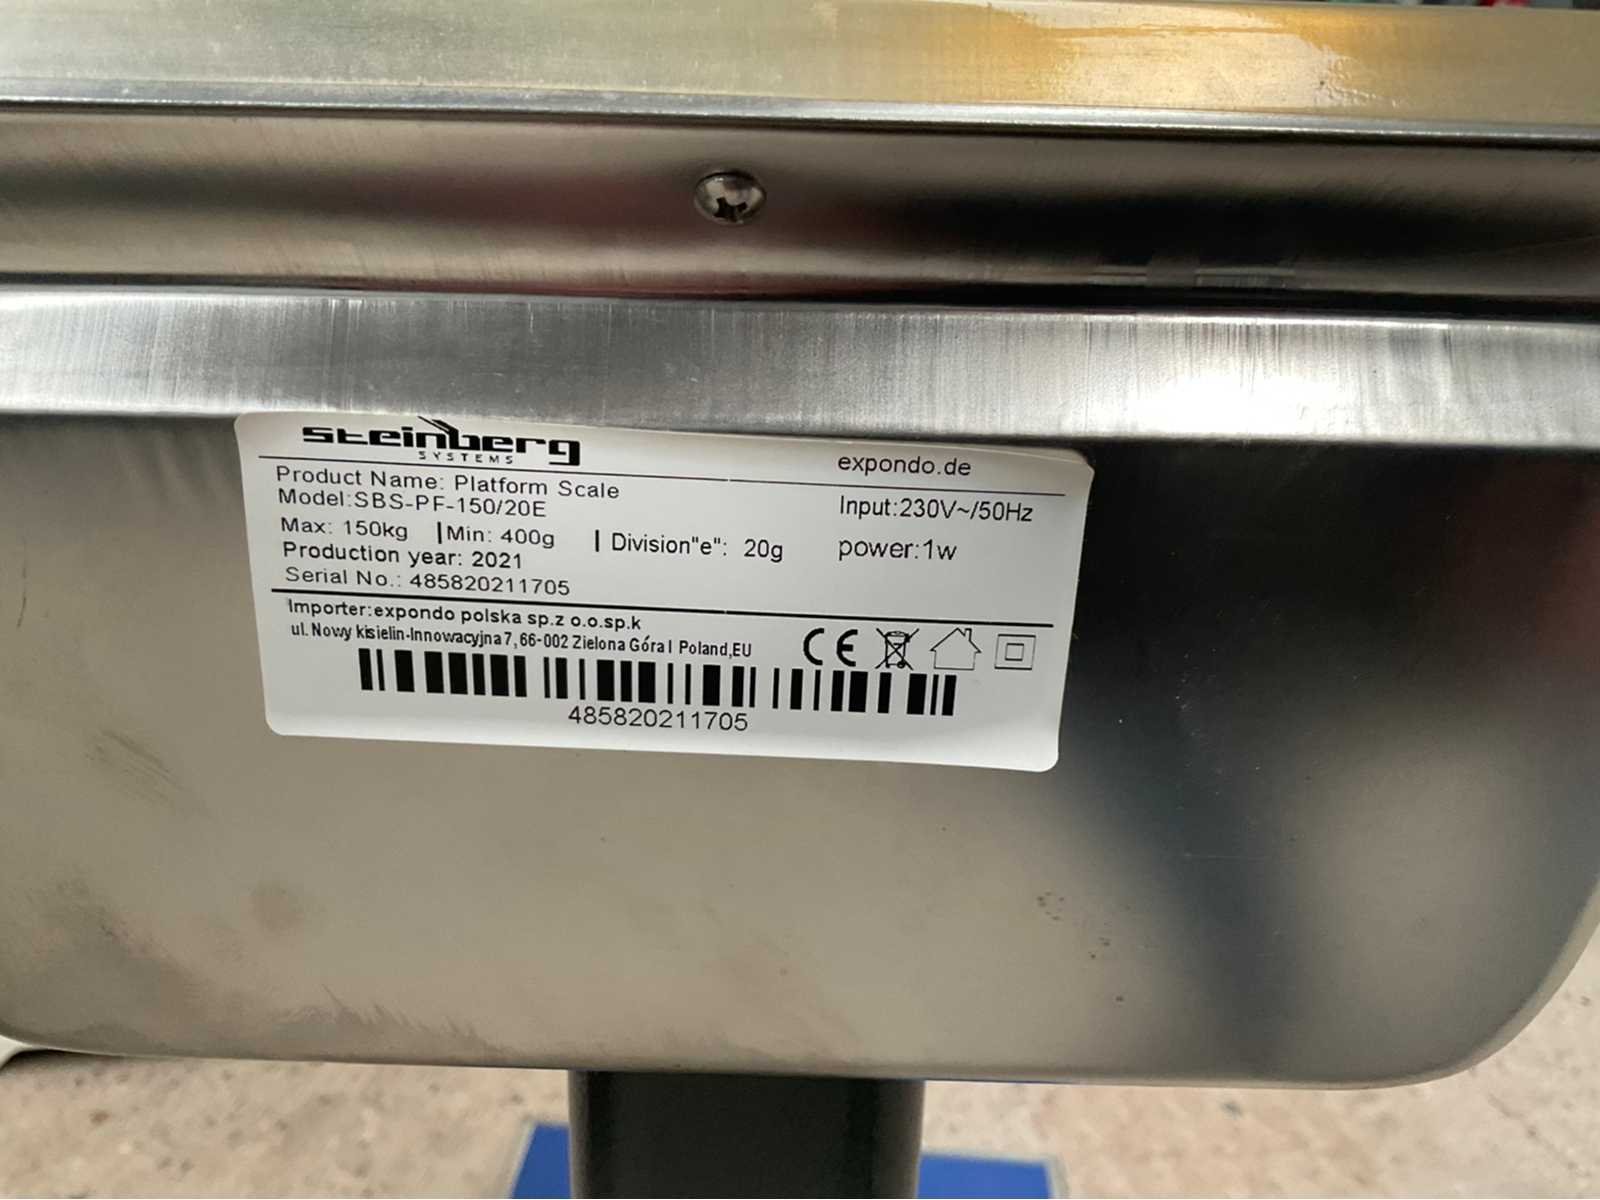 steinberg
SYSTEMS
expondo.de
Product Name: Platform Scale
Model:SBS-PF-150/20E
Input:230V~/50Hz
Max: 150kg |Min: 400g | Division"e": 20g
power:1w
Production year: 2021
Serial No.: 485820211705
Importer:expondo polska sp.z o.o.sp.k
ul. Nowy kisielin-Innowacyjna 7, 66-002 Zielona Góra I Poland,EU
CE
485820211705